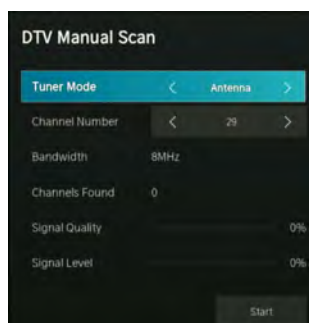 DTV Manual Scan
Tuner Mode < Antenna >
Channel Number < 29 >
Bandwidth 8MHz
Channels Found 0
Signal Quality 0%
Signal Level 0%
Start